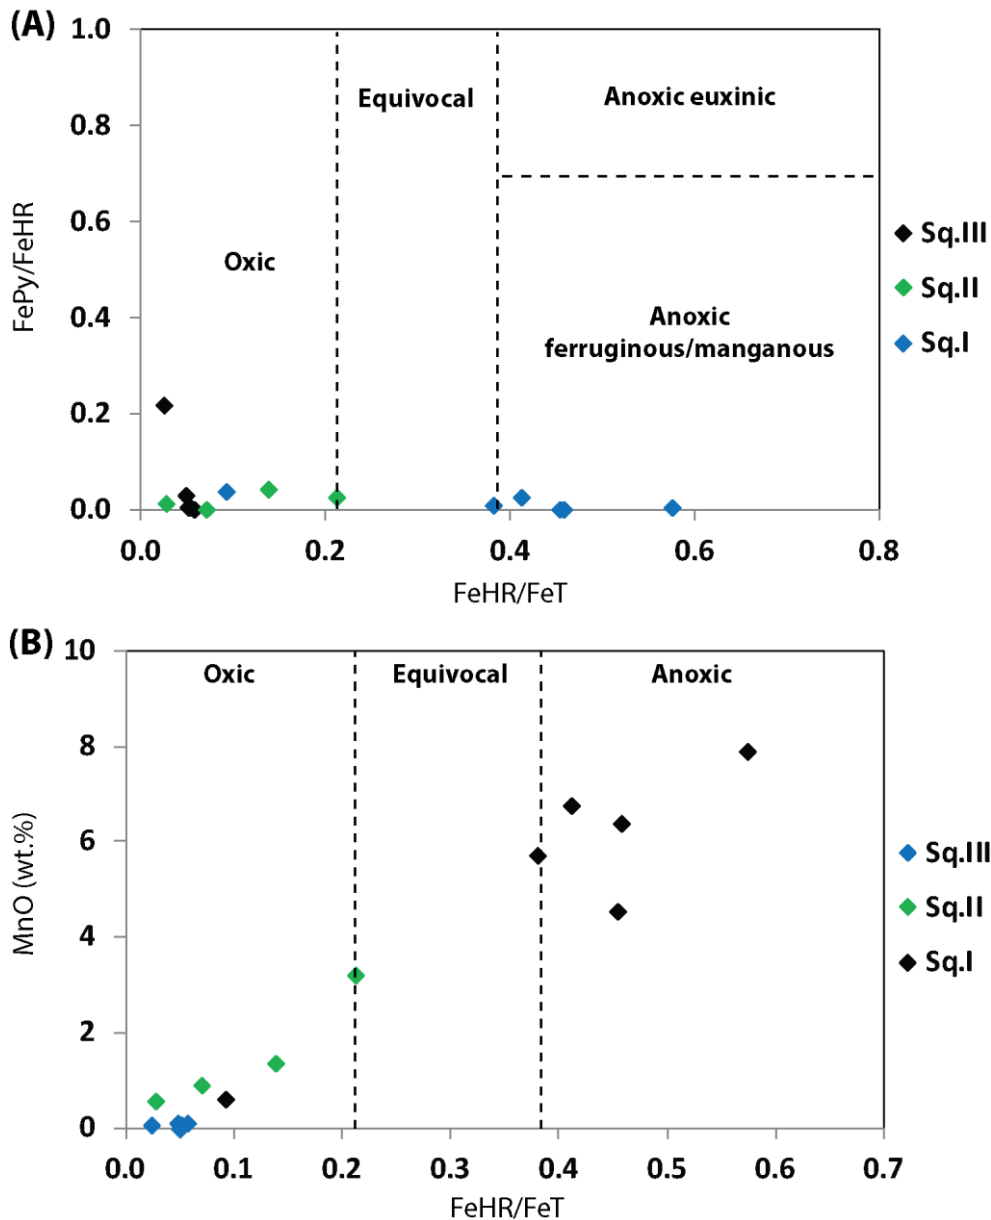 (A)
1.0
0.8
0.6
0.4
0.2
0.0
FePy/FeHR
Equivocal
Anoxic euxinic
Oxic
Anoxic
ferruginous/manganous
Sq.III
Sq.II
Sq.I
0.0 0.2 0.4 0.6 0.8
FeHR/FeT
(B)
10
8
6
4
2
0
MnO (wt.%)
Oxic Equivocal Anoxic
Sq.III
Sq.II
Sq.I
0.0 0.1 0.2 0.3 0.4 0.5 0.6 0.7
FeHR/FeT